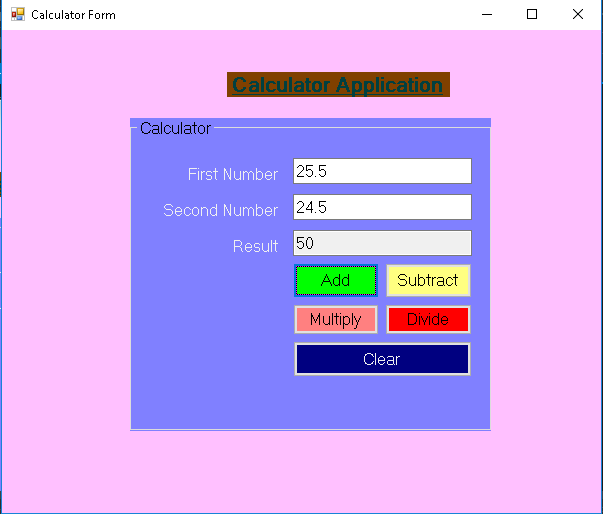 Calculator Form
Calculator Application
Calculator
First Number 25.5
Second Number 24.5
Result 50
Add Subtract
Multiply Divide
Clear